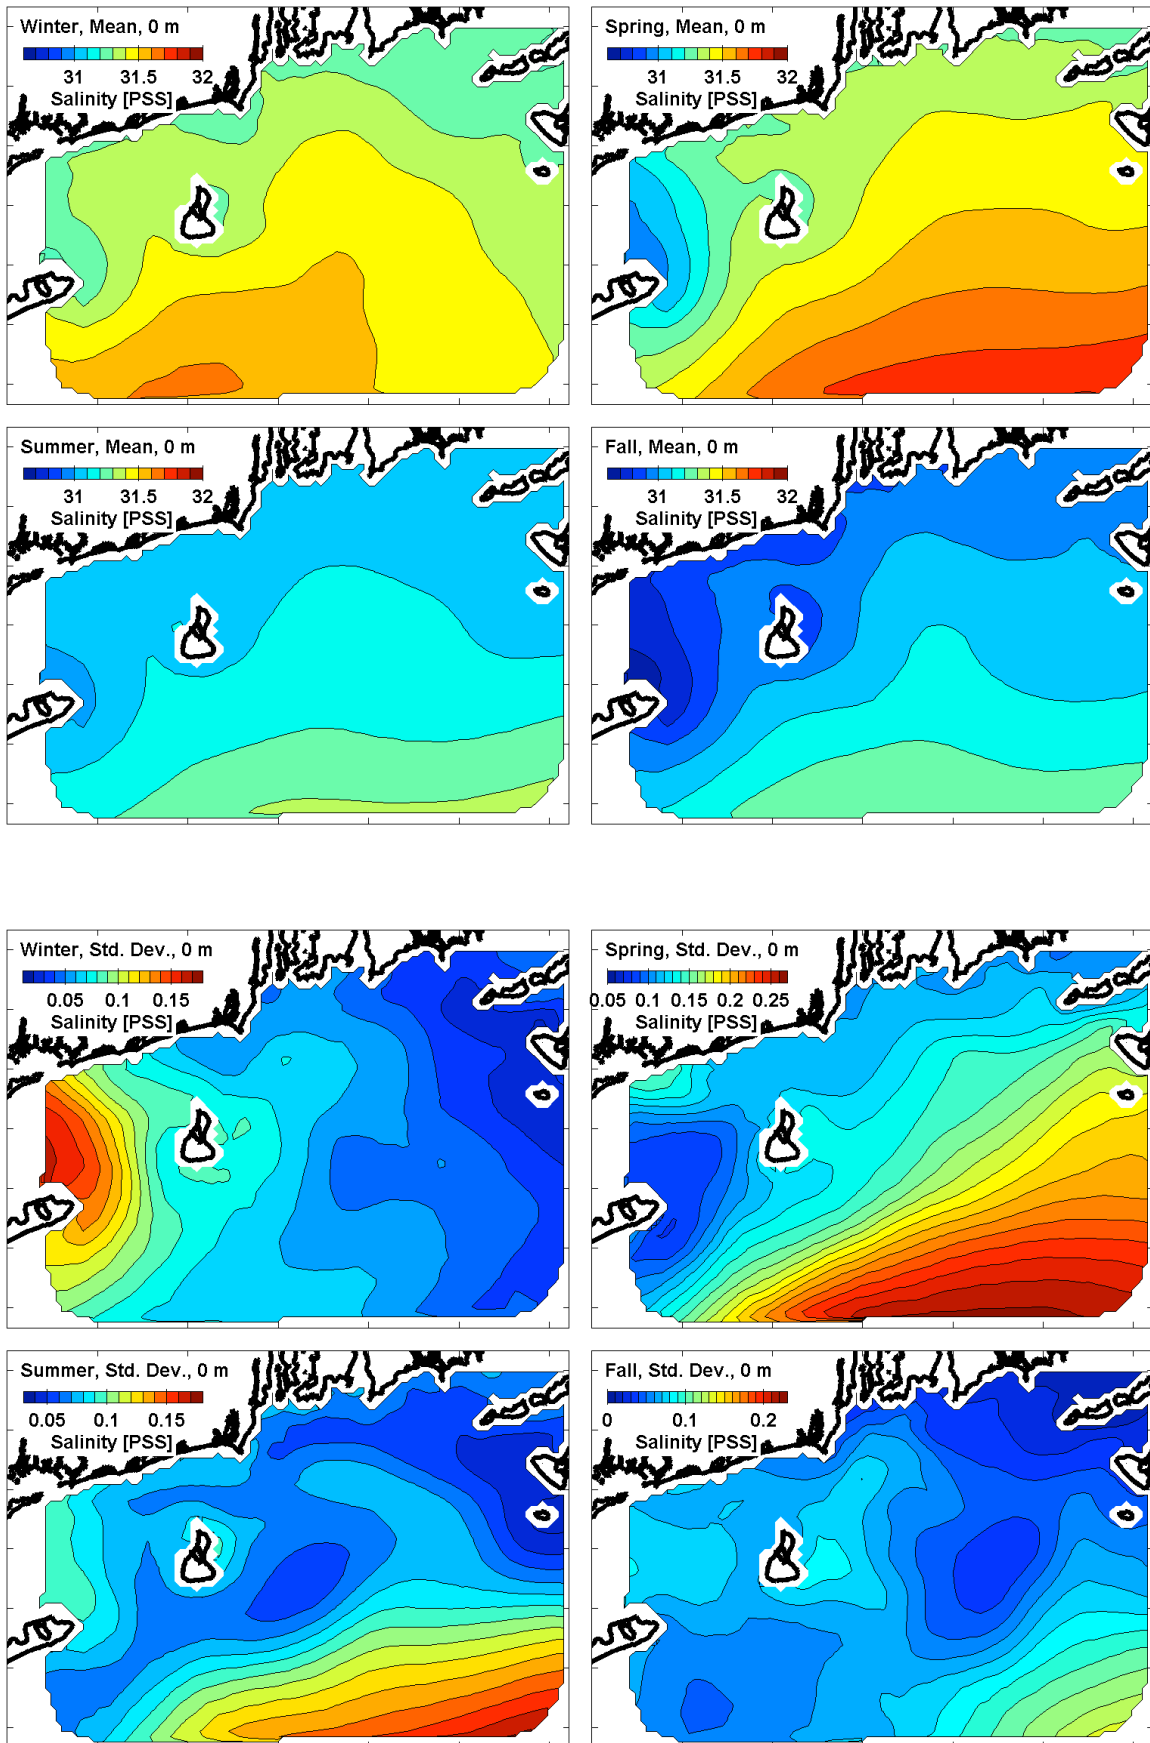 Winter, Mean, 0 m
31 31.5 32
Salinity [PSS]
Spring, Mean, 0 m
31 31.5 32
Salinity [PSS]
Summer, Mean, 0 m
31 31.5 32
Salinity [PSS]
Fall, Mean, 0 m
31 31.5 32
Salinity [PSS]
Winter, Std. Dev., 0 m
0.05 0.1 0.15
Salinity [PSS]
Spring, Std. Dev., 0 m
0.05 0.1 0.15 0.2 0.25
Salinity [PSS]
Summer, Std. Dev., 0 m
0.05 0.1 0.15
Salinity [PSS]
Fall, Std. Dev., 0 m
0 0.1 0.2
Salinity [PSS]